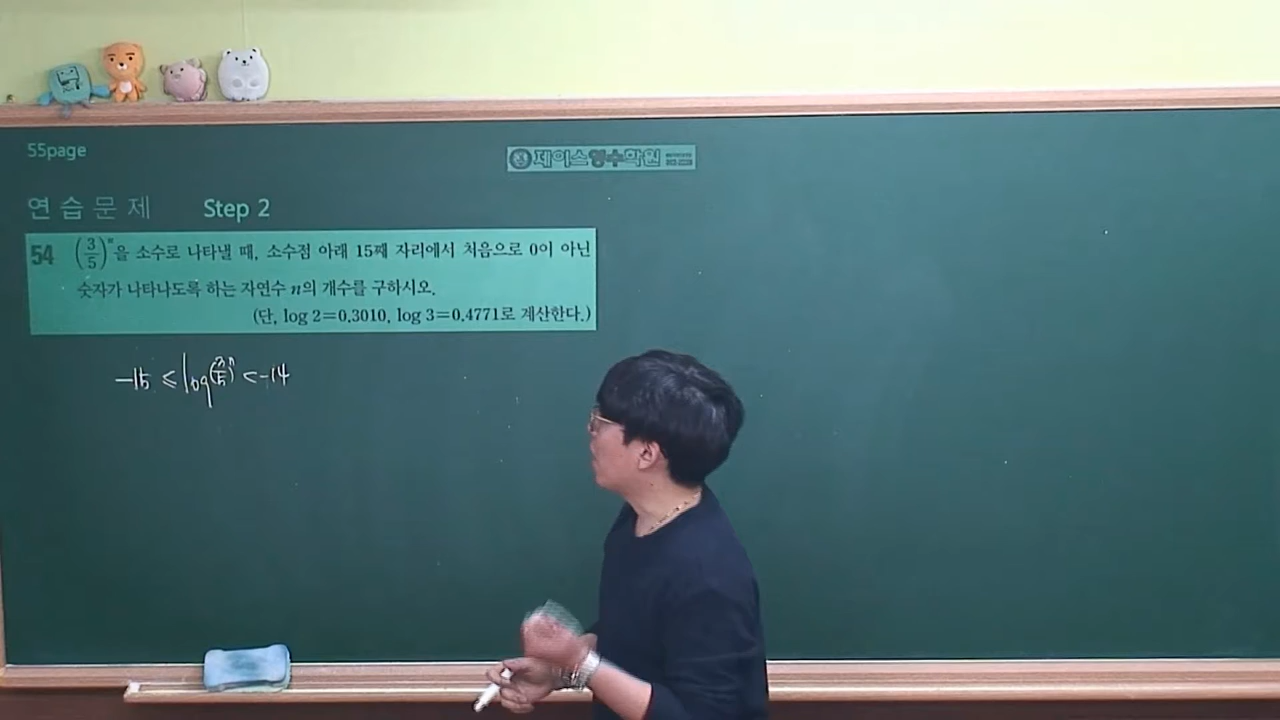 55page
제이스영수학원
연습문제 Step 2
54 (3/5)^n을 소수로 나타낼 때, 소수점 아래 15째 자리에서 처음으로 0이 아닌
숫자가 나타나도록 하는 자연수 n의 개수를 구하시오.
(단, log 2=0.3010, log 3=0.4771로 계산한다.)
-15 ≤ log(3/5)^n < -14